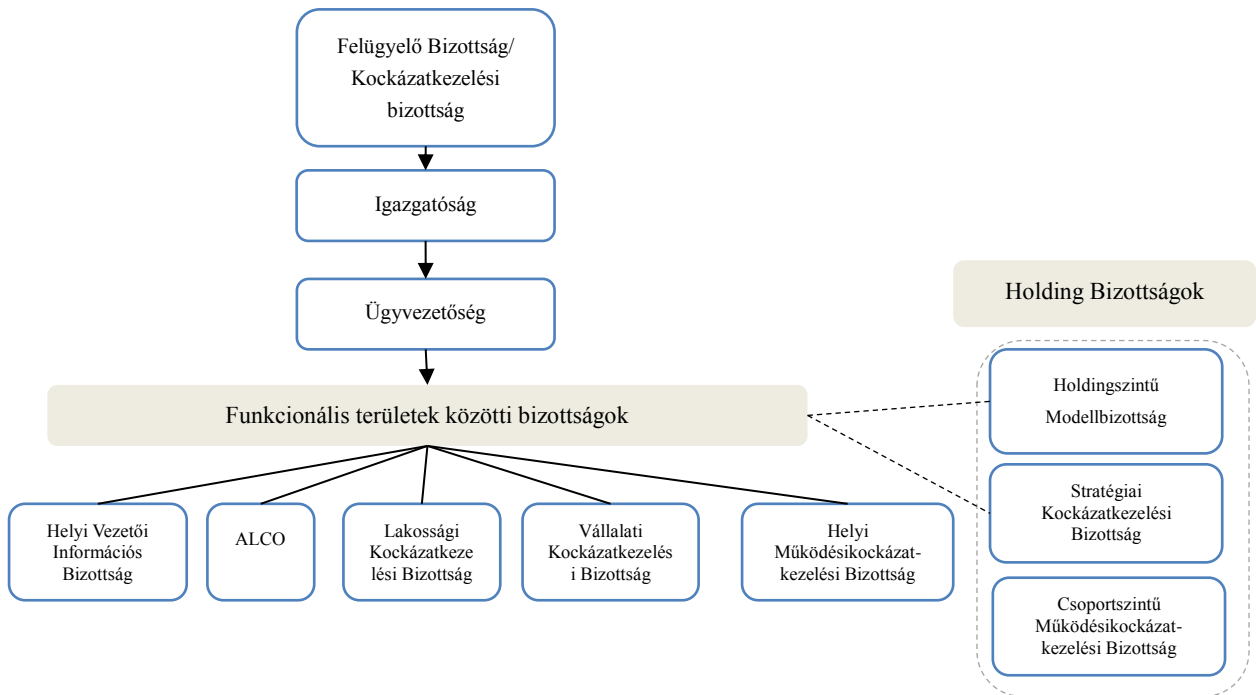 Felügyelő Bizottság/
Kockázatkezelési
bizottság
Igazgatóság
Ügyvezetőség
Holding Bizottságok
Funkcionális területek közötti bizottságok
Holdingszintű
Modellbizottság
Stratégiai
Kockázatkezelési
Bizottság
Csoportszintű
Működésikockázat-
kezelési Bizottság
Helyi Vezetői
Információs
Bizottság
ALCO
Lakossági
Kockázatkeze
lési Bizottság
Vállalati
Kockázatkezelés
i Bizottság
Helyi
Működésikockázat-
kezelési Bizottság